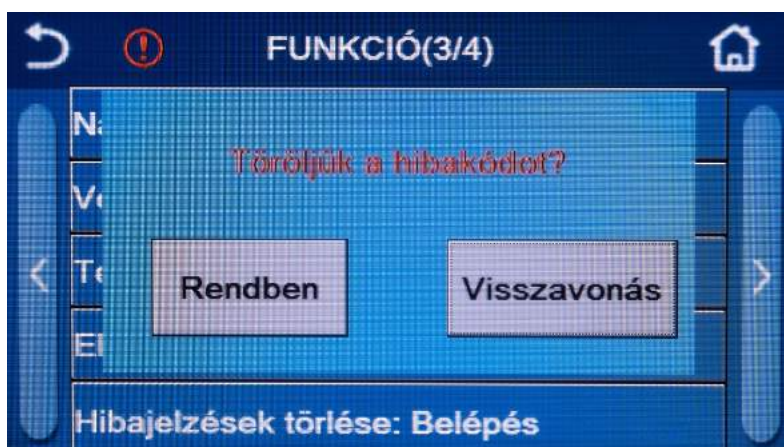 FUNKCIÓ(3/4)
Töröljük a hibakódot?
Rendben
Visszavonás
Hibajelzések törlése: Belépés